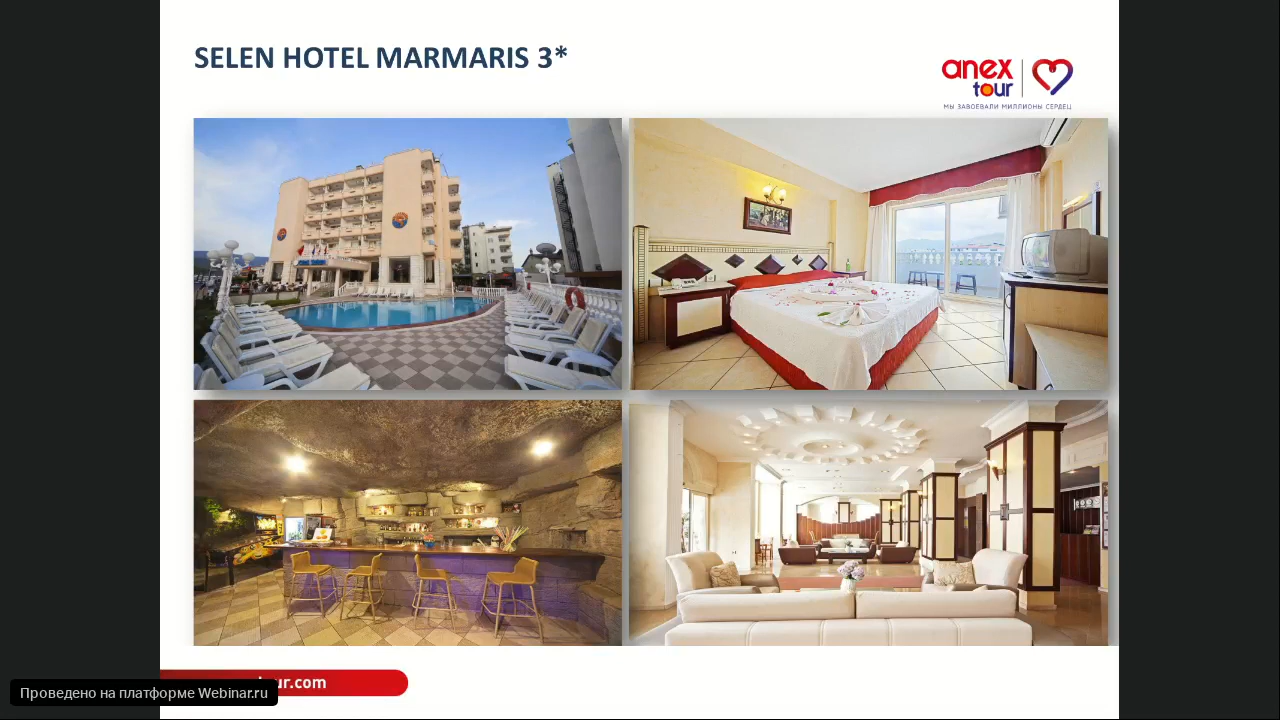 SELEN HOTEL MARMARIS 3*
anex
tour
МЫ ЗАВОЕВАЛИ МИЛЛИОНЫ СЕРДЕЦ
tour.com
Проведено на платформе Webinar.ru